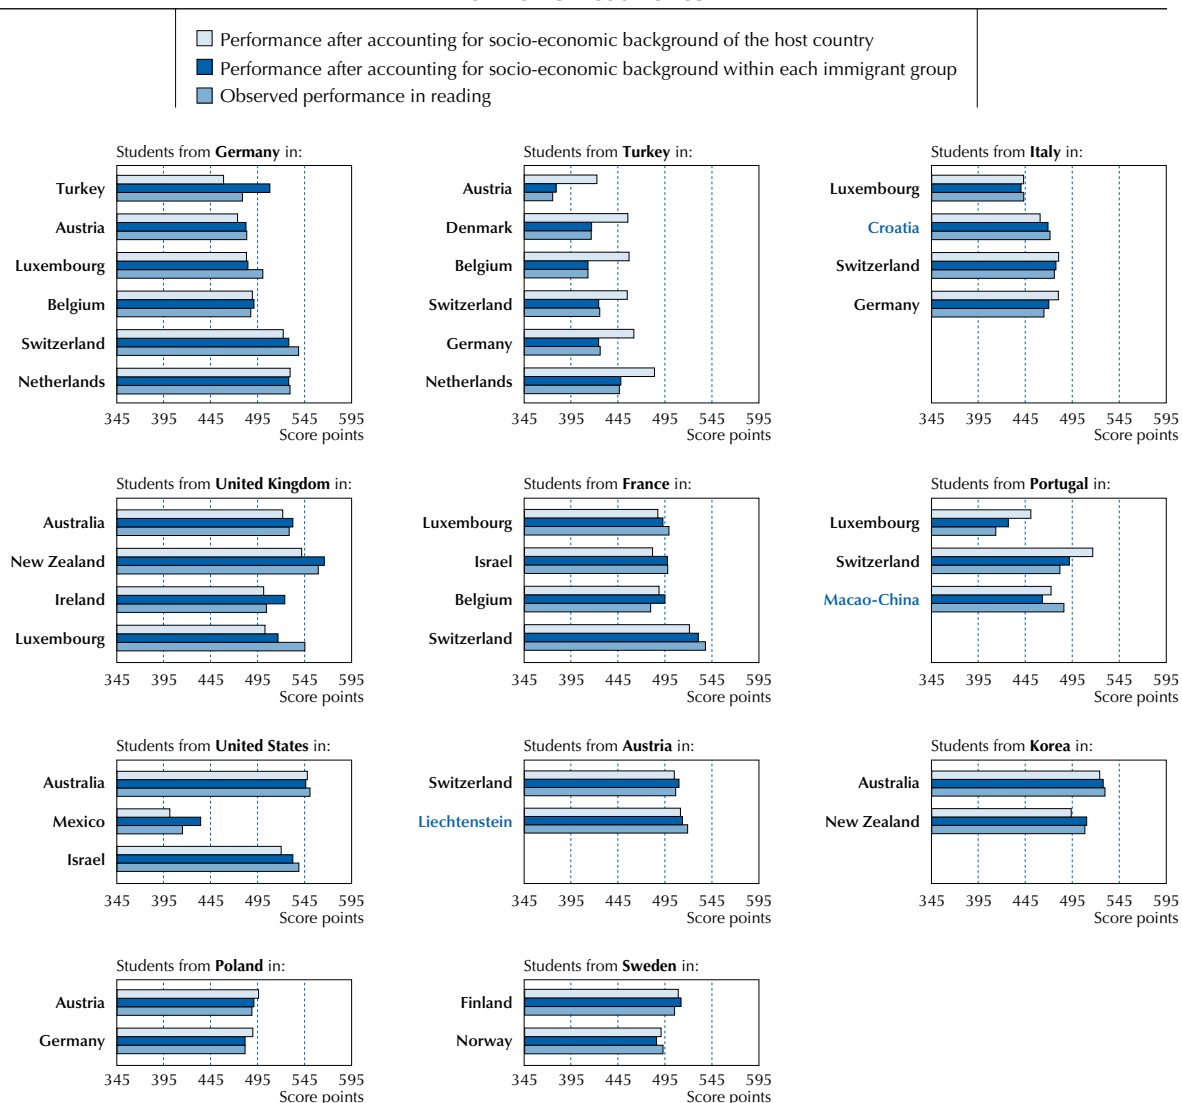 Performance after accounting for socio-economic background of the host country
Performance after accounting for socio-economic background within each immigrant group
Observed performance in reading
Students from Germany in:
Turkey
Austria
Luxembourg
Belgium
Switzerland
Netherlands
345 395 445 495 545 595
Score points
Students from Turkey in:
Austria
Denmark
Belgium
Switzerland
Germany
Netherlands
345 395 445 495 545 595
Score points
Students from Italy in:
Luxembourg
Croatia
Switzerland
Germany
345 395 445 495 545 595
Score points
Students from United Kingdom in:
Australia
New Zealand
Ireland
Luxembourg
345 395 445 495 545 595
Score points
Students from France in:
Luxembourg
Israel
Belgium
Switzerland
345 395 445 495 545 595
Score points
Students from Portugal in:
Luxembourg
Switzerland
Macao-China
345 395 445 495 545 595
Score points
Students from United States in:
Australia
Mexico
Israel
345 395 445 495 545 595
Score points
Students from Austria in:
Switzerland
Liechtenstein
345 395 445 495 545 595
Score points
Students from Korea in:
Australia
New Zealand
345 395 445 495 545 595
Score points
Students from Poland in:
Austria
Germany
345 395 445 495 545 595
Score points
Students from Sweden in:
Finland
Norway
345 395 445 495 545 595
Score points